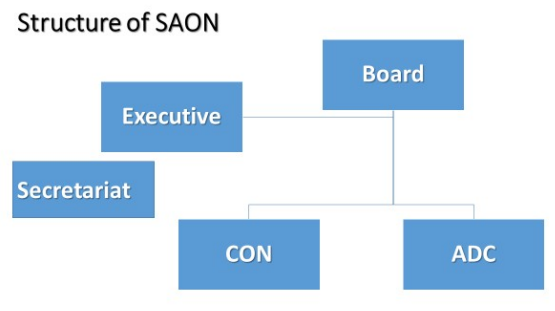 Structure of SAON
Board
Executive
Secretariat
CON
ADC